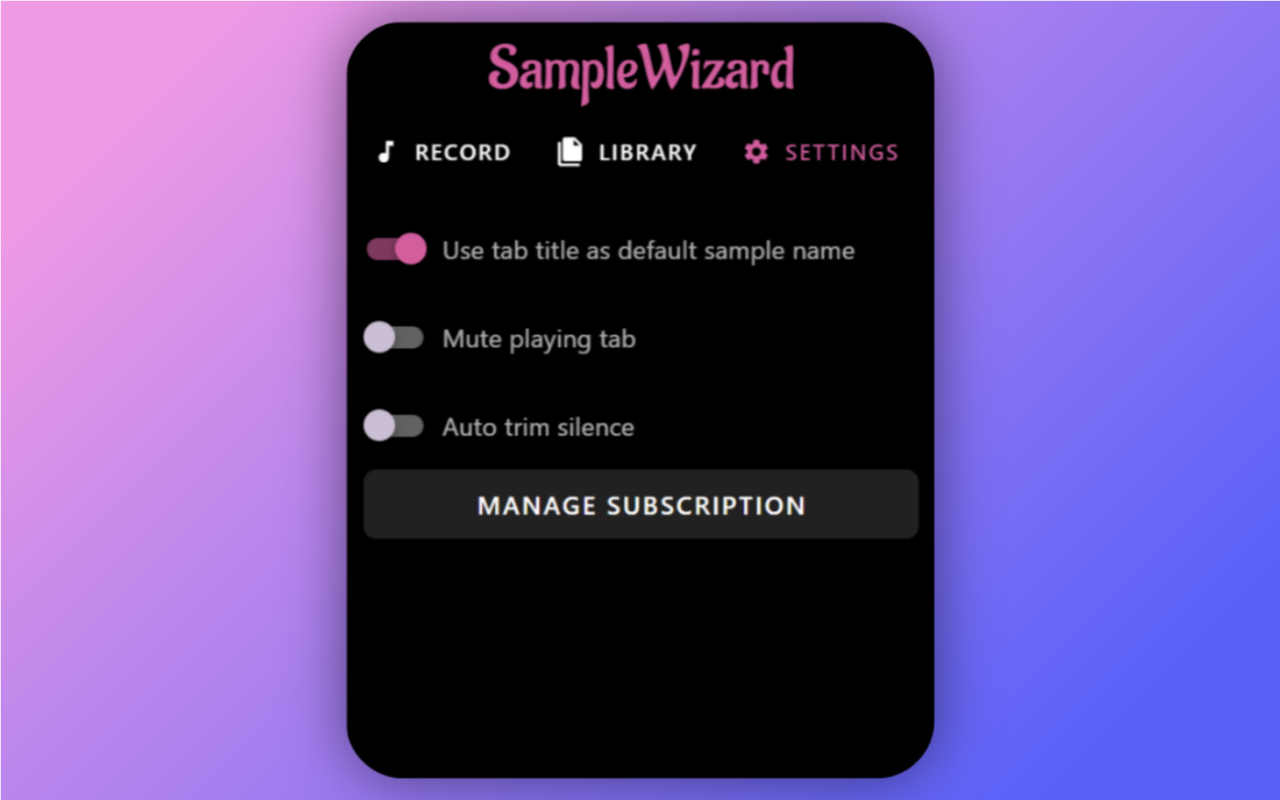 SampleWizard
RECORD LIBRARY SETTINGS
Use tab title as default sample name
Mute playing tab
Auto trim silence
MANAGE SUBSCRIPTION